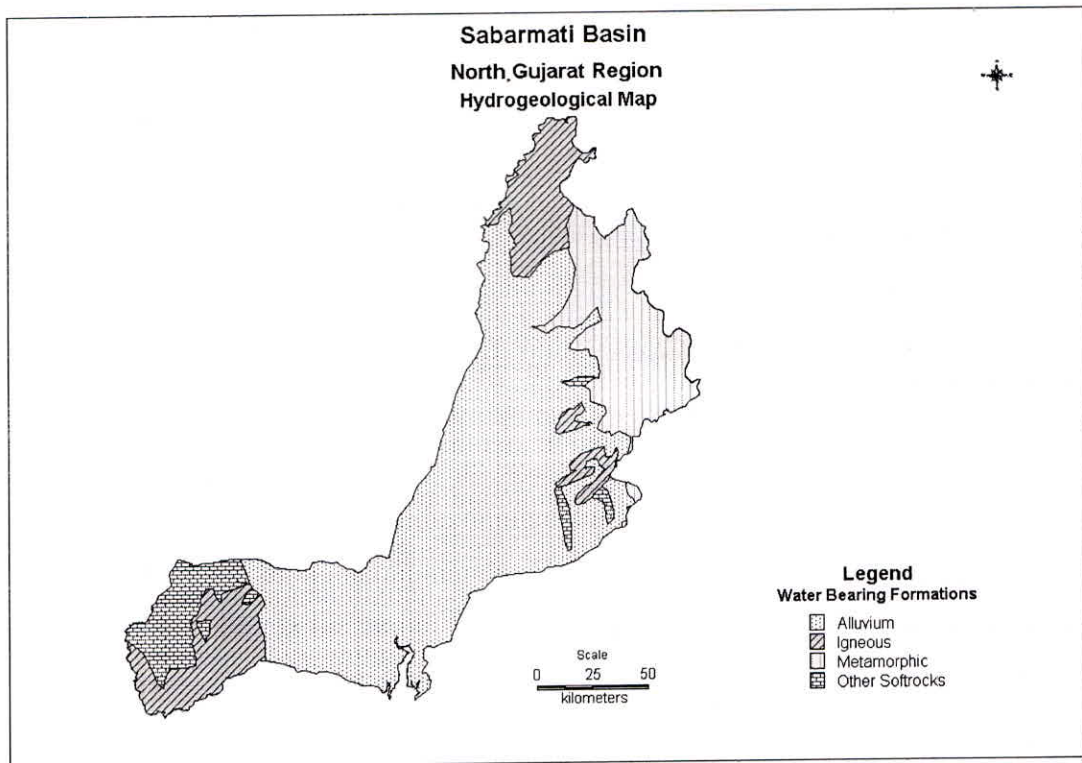 Sabarmati Basin
North Gujarat Region
Hydrogeological Map
Legend
Water Bearing Formations
Alluvium
Igneous
Metamorphic
Other Softrocks
Scale
0 25 50
kilometers